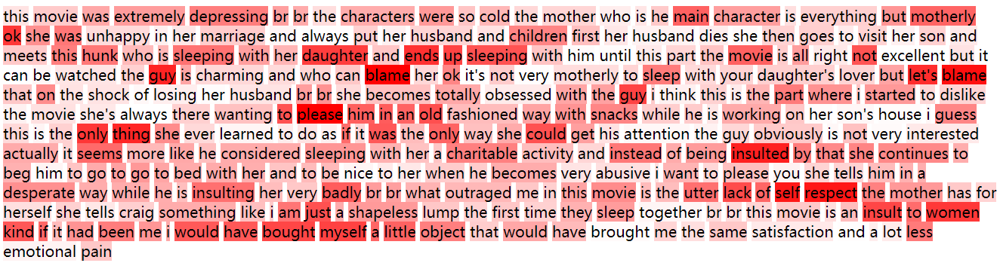 this movie was extremely depressing br br the characters were so cold the mother who is he main character is everything but motherly
ok she was unhappy in her marriage and always put her husband and children first her husband dies she then goes to visit her son and
meets this hunk who is sleeping with her daughter and ends up sleeping with him until this part the movie is all right not excellent but it
can be watched the guy is charming and who can blame her ok it's not very motherly to sleep with your daughter's lover but let's blame
that on the shock of losing her husband br br she becomes totally obsessed with the guy i think this is the part where i started to dislike
the movie she's always there wanting to please him in an old fashioned way with snacks while he is working on her son's house i guess
this is the only thing she ever learned to do as if it was the only way she could get his attention the guy obviously is not very interested
actually it seems more like he considered sleeping with her a charitable activity and instead of being insulted by that she continues to
beg him to go to go to bed with her and to be nice to her when he becomes very abusive i want to please you she tells him in a
desperate way while he is insulting her very badly br br what outraged me in this movie is the utter lack of self respect the mother has for
herself she tells craig something like i am just a shapeless lump the first time they sleep together br br this movie is an insult to women
kind if it had been me i would have bought myself a little object that would have brought me the same satisfaction and a lot less
emotional pain